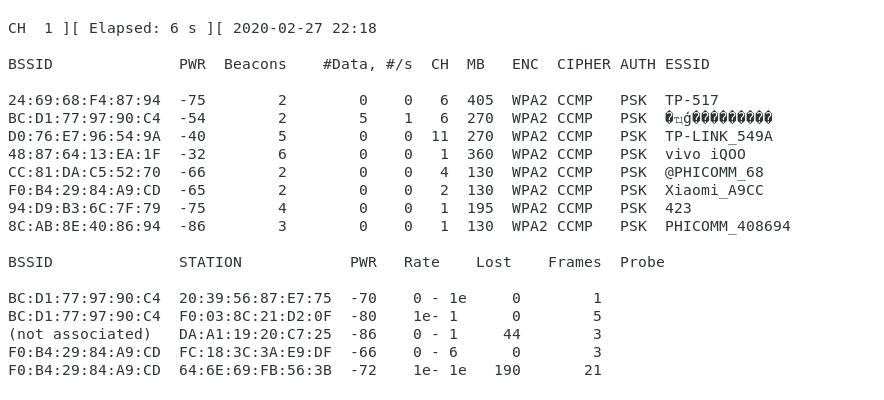 CH 1 ][ Elapsed: 6 s ][ 2020-02-27 22:18
BSSID PWR Beacons #Data, #/s CH MB ENC CIPHER AUTH ESSID
24:69:68:F4:87:94 -75 2 0 0 6 405 WPA2 CCMP PSK TP-517
BC:D1:77:97:90:C4 -54 2 5 1 6 270 WPA2 CCMP PSK
D0:76:E7:96:54:9A -40 5 0 0 11 270 WPA2 CCMP PSK TP-LINK_549A
48:87:64:13:EA:1F -32 6 0 0 1 360 WPA2 CCMP PSK vivo iQOO
CC:81:DA:C5:52:70 -66 2 0 0 4 130 WPA2 CCMP PSK @PHICOMM_68
F0:B4:29:84:A9:CD -65 2 0 0 2 130 WPA2 CCMP PSK Xiaomi_A9CC
94:D9:B3:6C:7F:79 -75 4 0 0 1 195 WPA2 CCMP PSK 423
8C:AB:8E:40:86:94 -86 3 0 0 1 130 WPA2 CCMP PSK PHICOMM_408694
BSSID STATION PWR Rate Lost Frames Probe
BC:D1:77:97:90:C4 20:39:56:87:E7:75 -70 0 - 1e 0 1
BC:D1:77:97:90:C4 F0:03:8C:21:D2:0F -80 1e- 1 0 5
(not associated) DA:A1:19:20:C7:25 -86 0 - 1 44 3
F0:B4:29:84:A9:CD FC:18:3C:3A:E9:DF -66 0 - 6 0 3
F0:B4:29:84:A9:CD 64:6E:69:FB:56:3B -72 1e- 1e 190 21